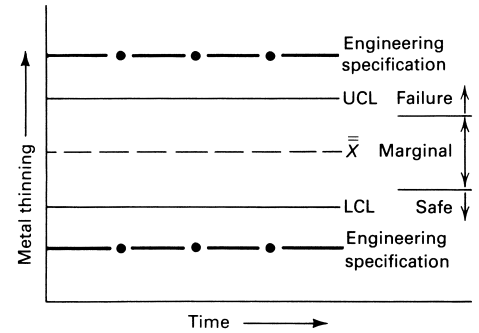 Engineering
specification
UCL Failure
X̿ Marginal
LCL Safe
Engineering
specification
Metal thinning
Time